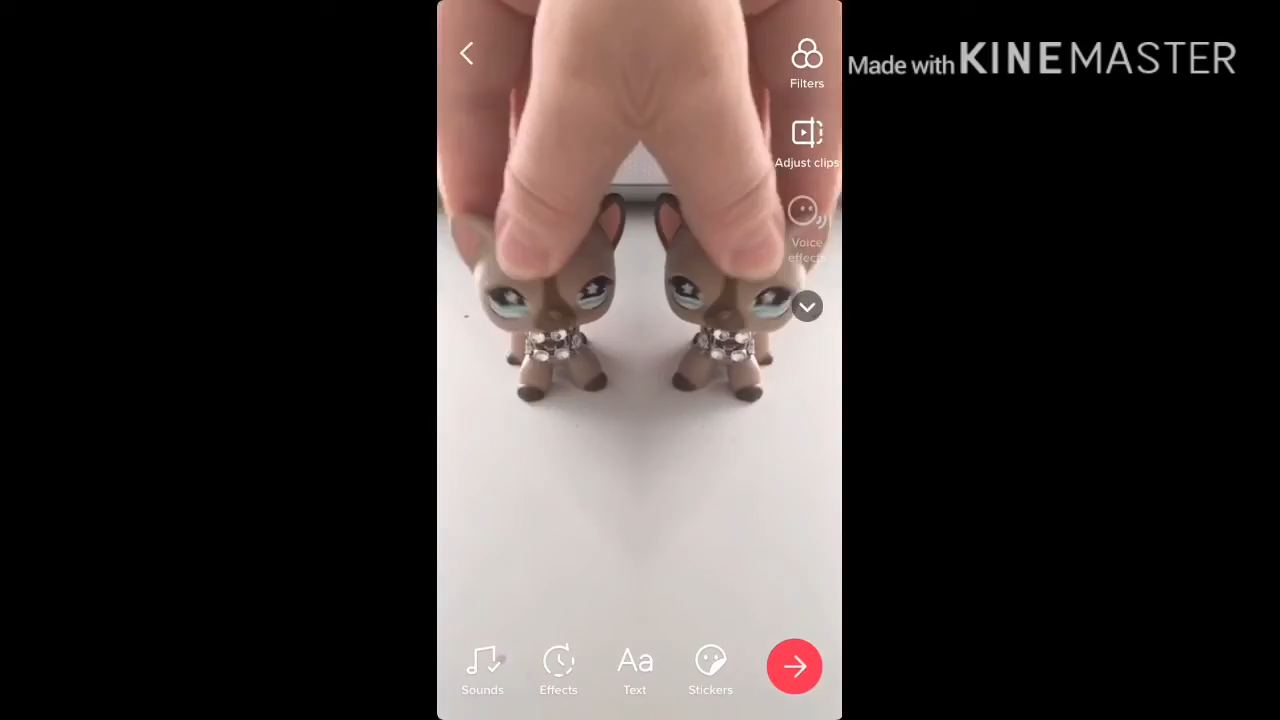 Made with KINEMASTER
Filters
Adjust clips
Voice
effects
Sounds
Effects
Aa
Text
Stickers